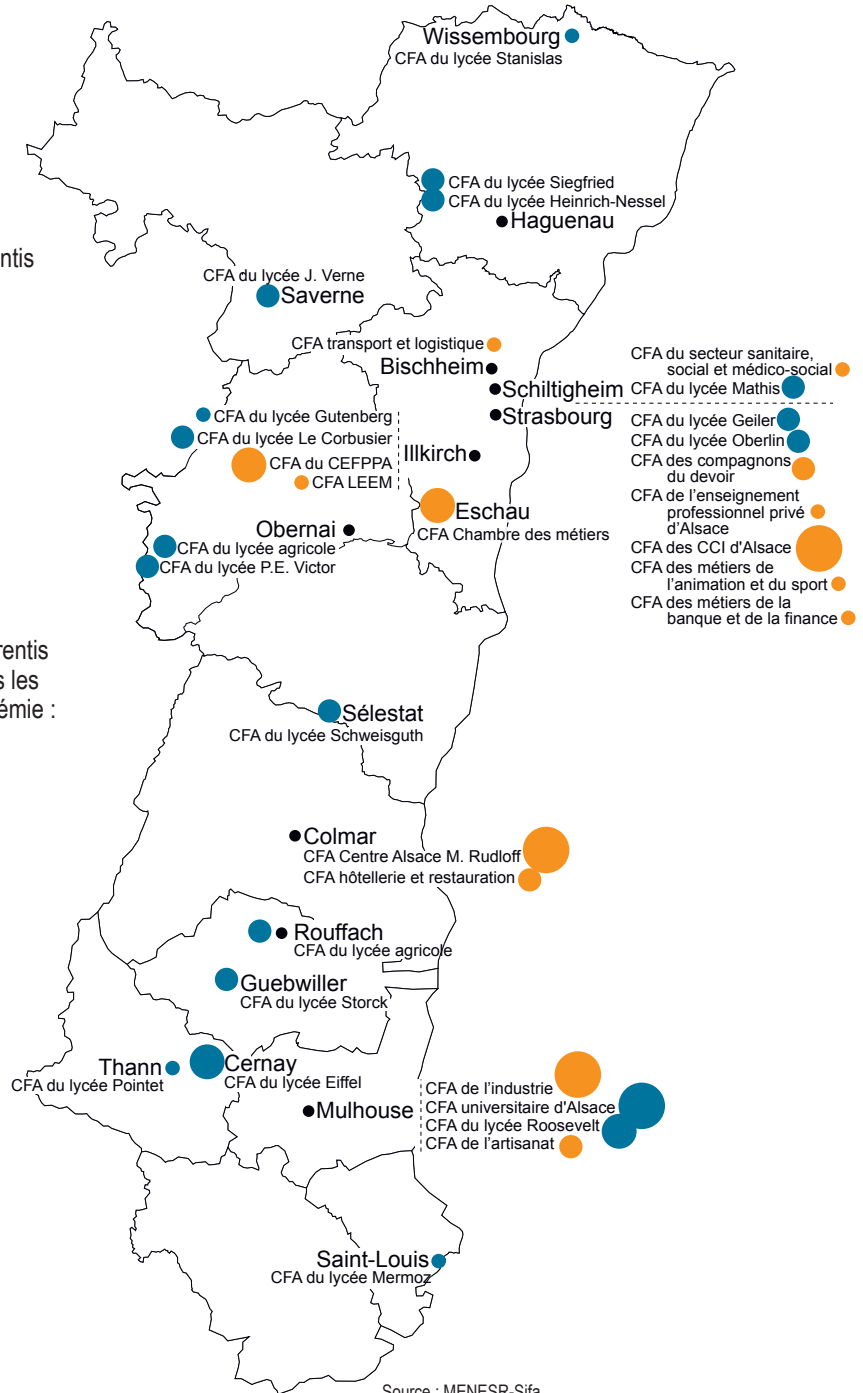 Wissembourg
CFA du lycée Stanislas
CFA du lycée Siegfried
CFA du lycée Heinrich-Nessel
Haguenau
CFA du lycée J. Verne
Saverne
CFA transport et logistique
Bischheim
Schiltigheim
Strasbourg
CFA du secteur sanitaire,
social et médico-social
CFA du lycée Mathis
CFA du lycée Geiler
CFA du lycée Oberlin
CFA des compagnons
du devoir
CFA de l'enseignement
professionnel privé
d'Alsace
CFA des CCI d'Alsace
CFA des métiers de
l'animation et du sport
CFA des métiers de la
banque et de la finance
CFA du lycée Gutenberg
CFA du lycée Le Corbusier
CFA du CEFPPA
CFA LEEM
Illkirch
Eschau
CFA Chambre des métiers
Obernai
CFA du lycée agricole
CFA du lycée P.E. Victor
Sélestat
CFA du lycée Schweisguth
Colmar
CFA Centre Alsace M. Rudloff
CFA hôtellerie et restauration
Rouffach
CFA du lycée agricole
Guebwiller
CFA du lycée Storck
Thann
CFA du lycée Pointet
Cernay
CFA du lycée Eiffel
Mulhouse
CFA de l'industrie
CFA universitaire d'Alsace
CFA du lycée Roosevelt
CFA de l'artisanat
Saint-Louis
CFA du lycée Mermoz
Source : MENESR-Sifa